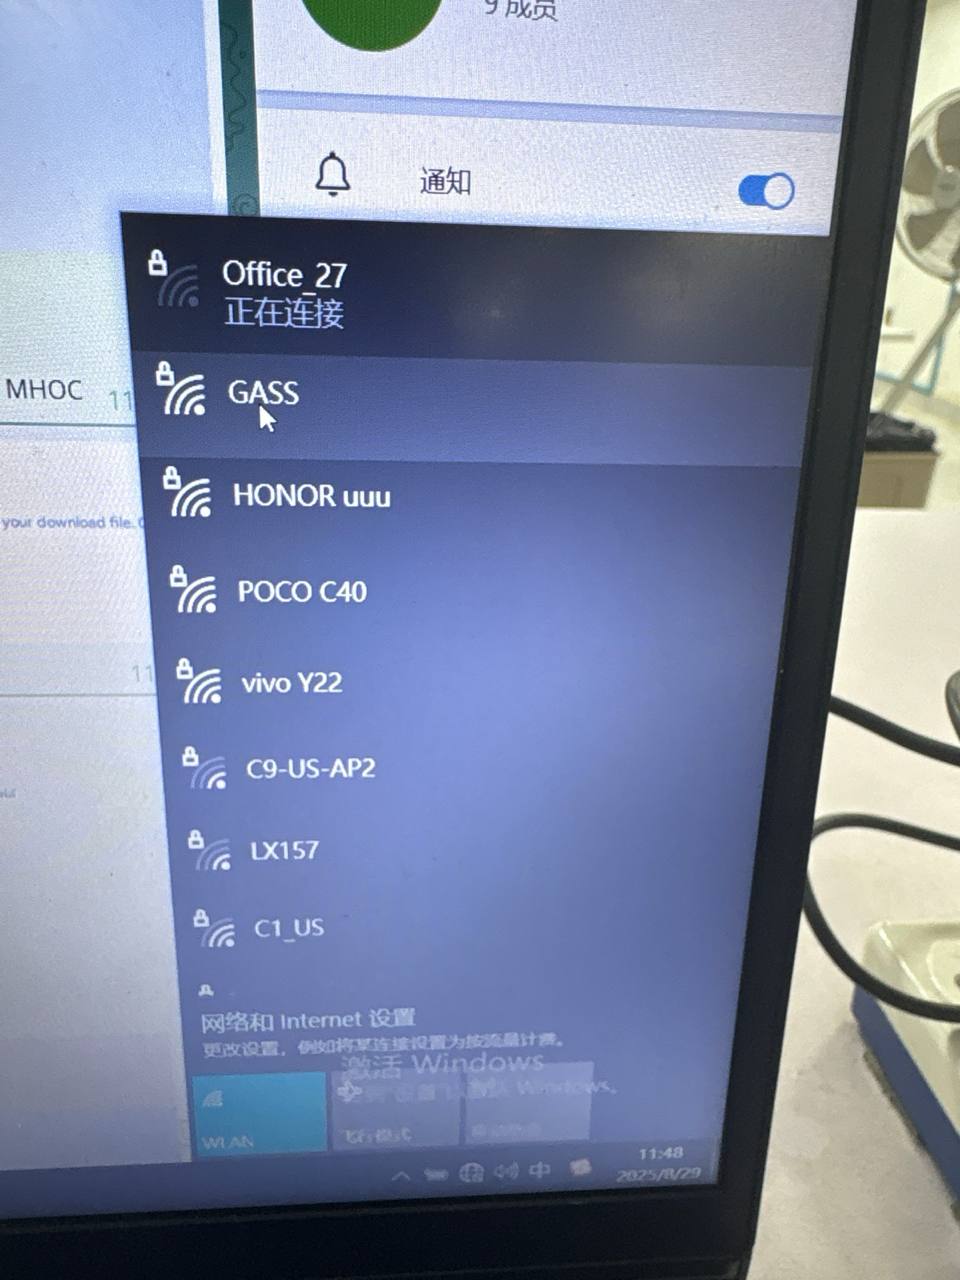 9 成员
通知
Office_27
正在连接
GASS
MHOC
11
HONOR uuu
your download file.
POCO C40
11
vivo Y22
C9-US-AP2
LX157
C1_US
网络和 Internet 设置
更改设置，例如将某连接设置为按流量计费。
激活 Windows
Windows。
WLAN
飞行模式
中
11:48
2025/8/29